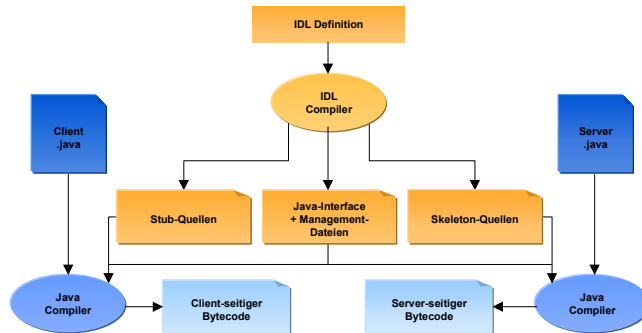 IDL Definition
IDL
Compiler
Client
.java
Server
.java
Stub-Quellen
Java-Interface
+ Management-
Dateien
Skeleton-Quellen
Java
Compiler
Client-seitiger
Bytecode
Server-seitiger
Bytecode
Java
Compiler